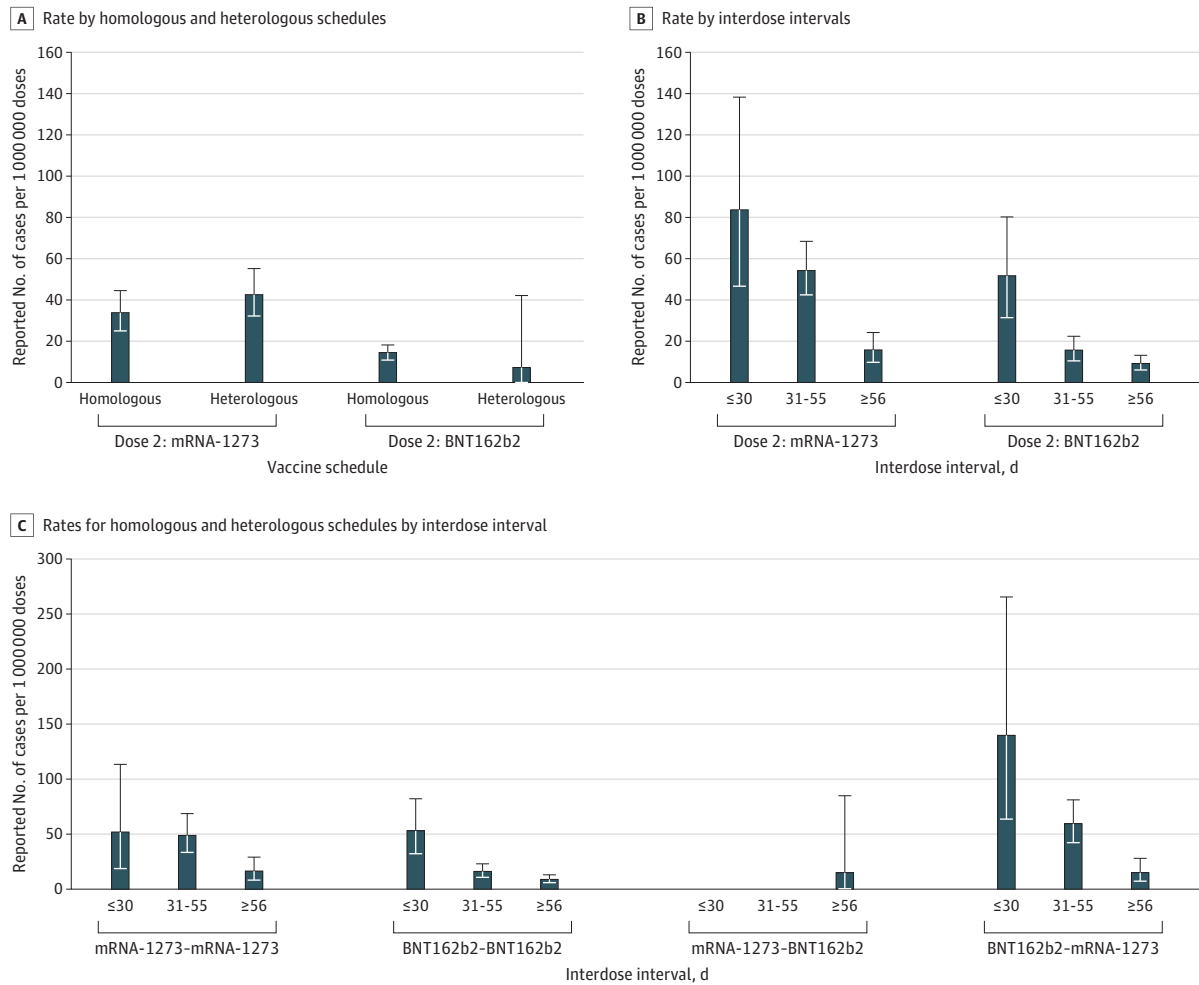 A Rate by homologous and heterologous schedules
Reported No. of cases per 1 000 000 doses
160
140
120
100
80
60
40
20
0
Homologous Heterologous Homologous Heterologous
Dose 2: mRNA-1273 Dose 2: BNT162b2
Vaccine schedule
B Rate by interdose intervals
Reported No. of cases per 1 000 000 doses
160
140
120
100
80
60
40
20
0
≤30 31-55 ≥56 ≤30 31-55 ≥56
Dose 2: mRNA-1273 Dose 2: BNT162b2
Interdose interval, d
C Rates for homologous and heterologous schedules by interdose interval
Reported No. of cases per 1 000 000 doses
300
250
200
150
100
50
0
≤30 31-55 ≥56 ≤30 31-55 ≥56 ≤30 31-55 ≥56 ≤30 31-55 ≥56
mRNA-1273–mRNA-1273 BNT162b2-BNT162b2 mRNA-1273–BNT162b2 BNT162b2–mRNA-1273
Interdose interval, d